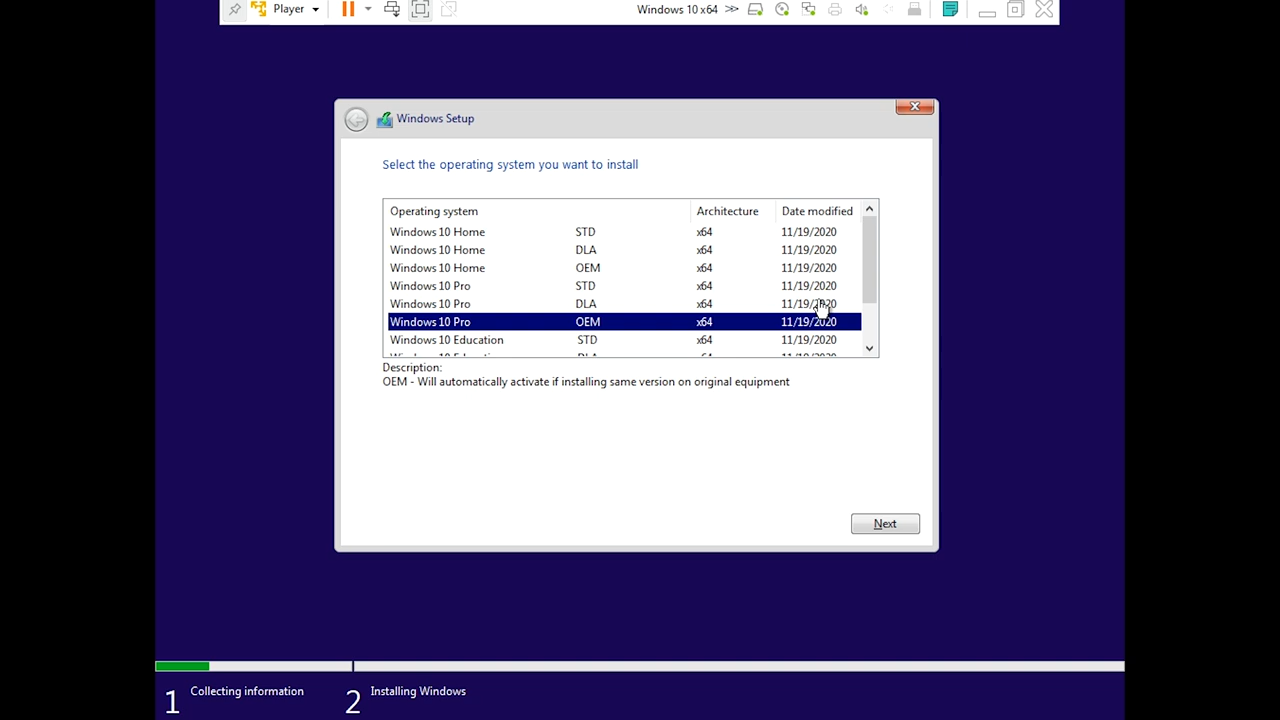 Player
Windows 10 x64
Windows Setup
Select the operating system you want to install
Operating system Architecture Date modified
Windows 10 Home STD x64 11/19/2020
Windows 10 Home DLA x64 11/19/2020
Windows 10 Home OEM x64 11/19/2020
Windows 10 Pro STD x64 11/19/2020
Windows 10 Pro DLA x64 11/19/2020
Windows 10 Pro OEM x64 11/19/2020
Windows 10 Education STD x64 11/19/2020
Description:
OEM - Will automatically activate if installing same version on original equipment
Next
1 Collecting information
2 Installing Windows